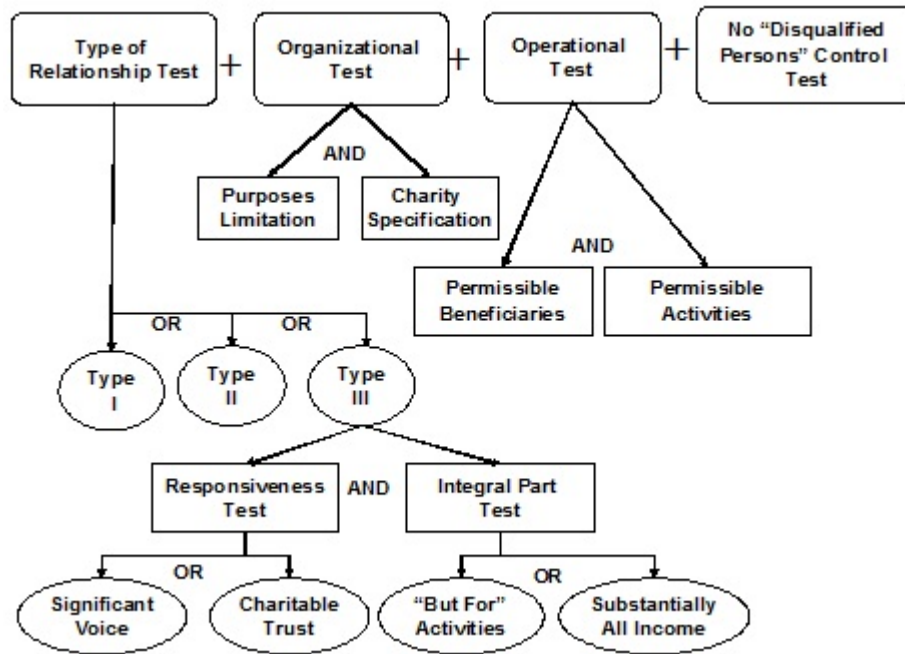 Type of
Relationship Test
+
Organizational
Test
+
Operational
Test
+
No “Disqualified
Persons” Control
Test
AND
Purposes
Limitation
Charity
Specification
AND
Permissible
Beneficiaries
Permissible
Activities
OR
OR
Type
I
Type
II
Type
III
Responsiveness
Test
AND
Integral Part
Test
OR
OR
Significant
Voice
Charitable
Trust
“But For”
Activities
Substantially
All Income